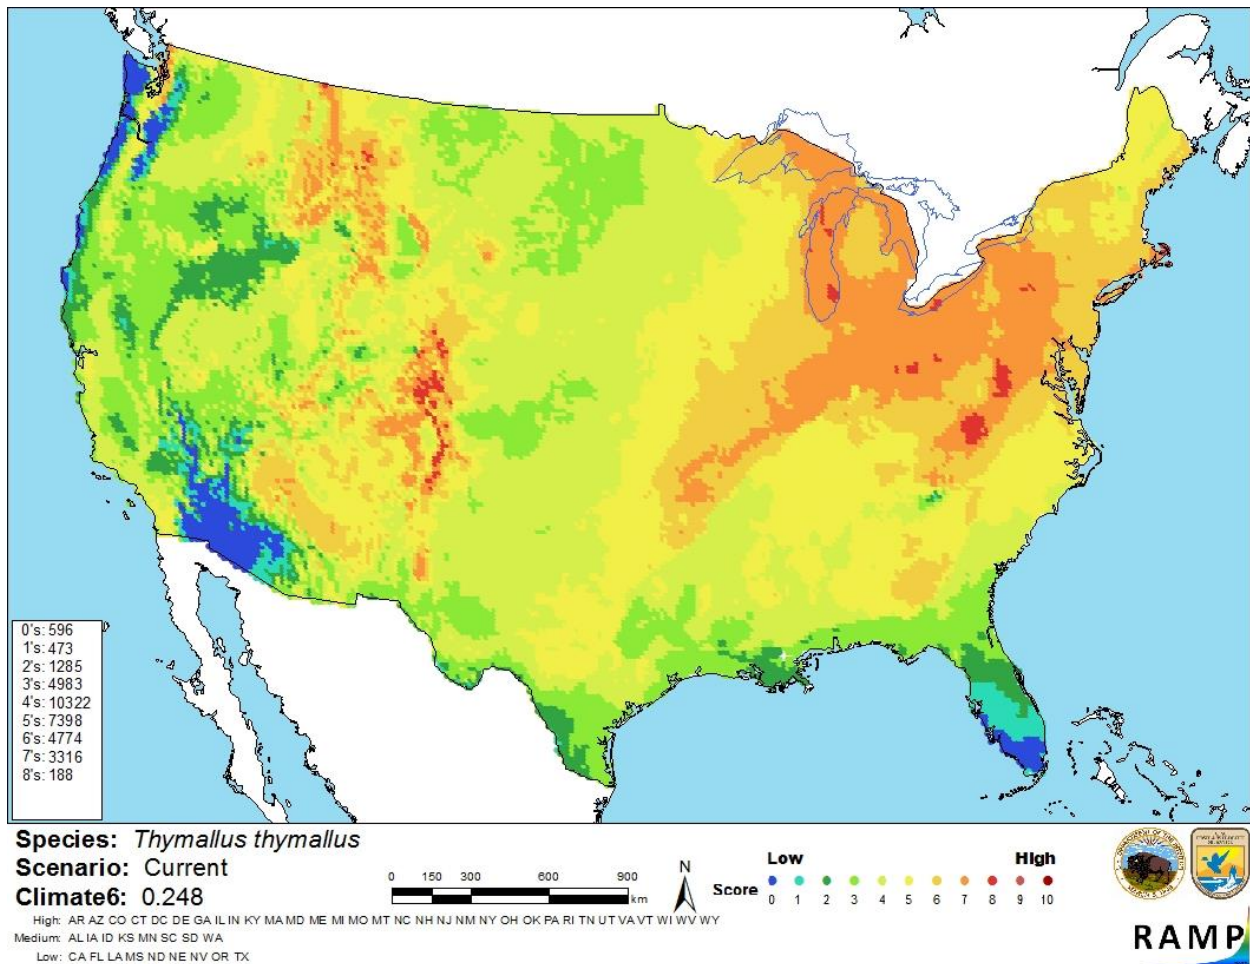 0's: 596
1's: 473
2's: 1285
3's: 4983
4's: 10322
5's: 7398
6's: 4774
7's: 3316
8's: 188
Species: Thymallus thymallus
Scenario: Current
Climate6: 0.248
High: AR AZ CO CT DC DE GA IL IN KY MA MD ME MI MO MT NC NH NJ NM NY OH OK PA RI TN UT VA VT WI WV WY
Medium: AL IA ID KS MN SC SD WA
Low: CA FL LA MS ND NE NV OR TX
0 150 300 600 900 km
N
Low High
Score 0 1 2 3 4 5 6 7 8 9 10
RAMP